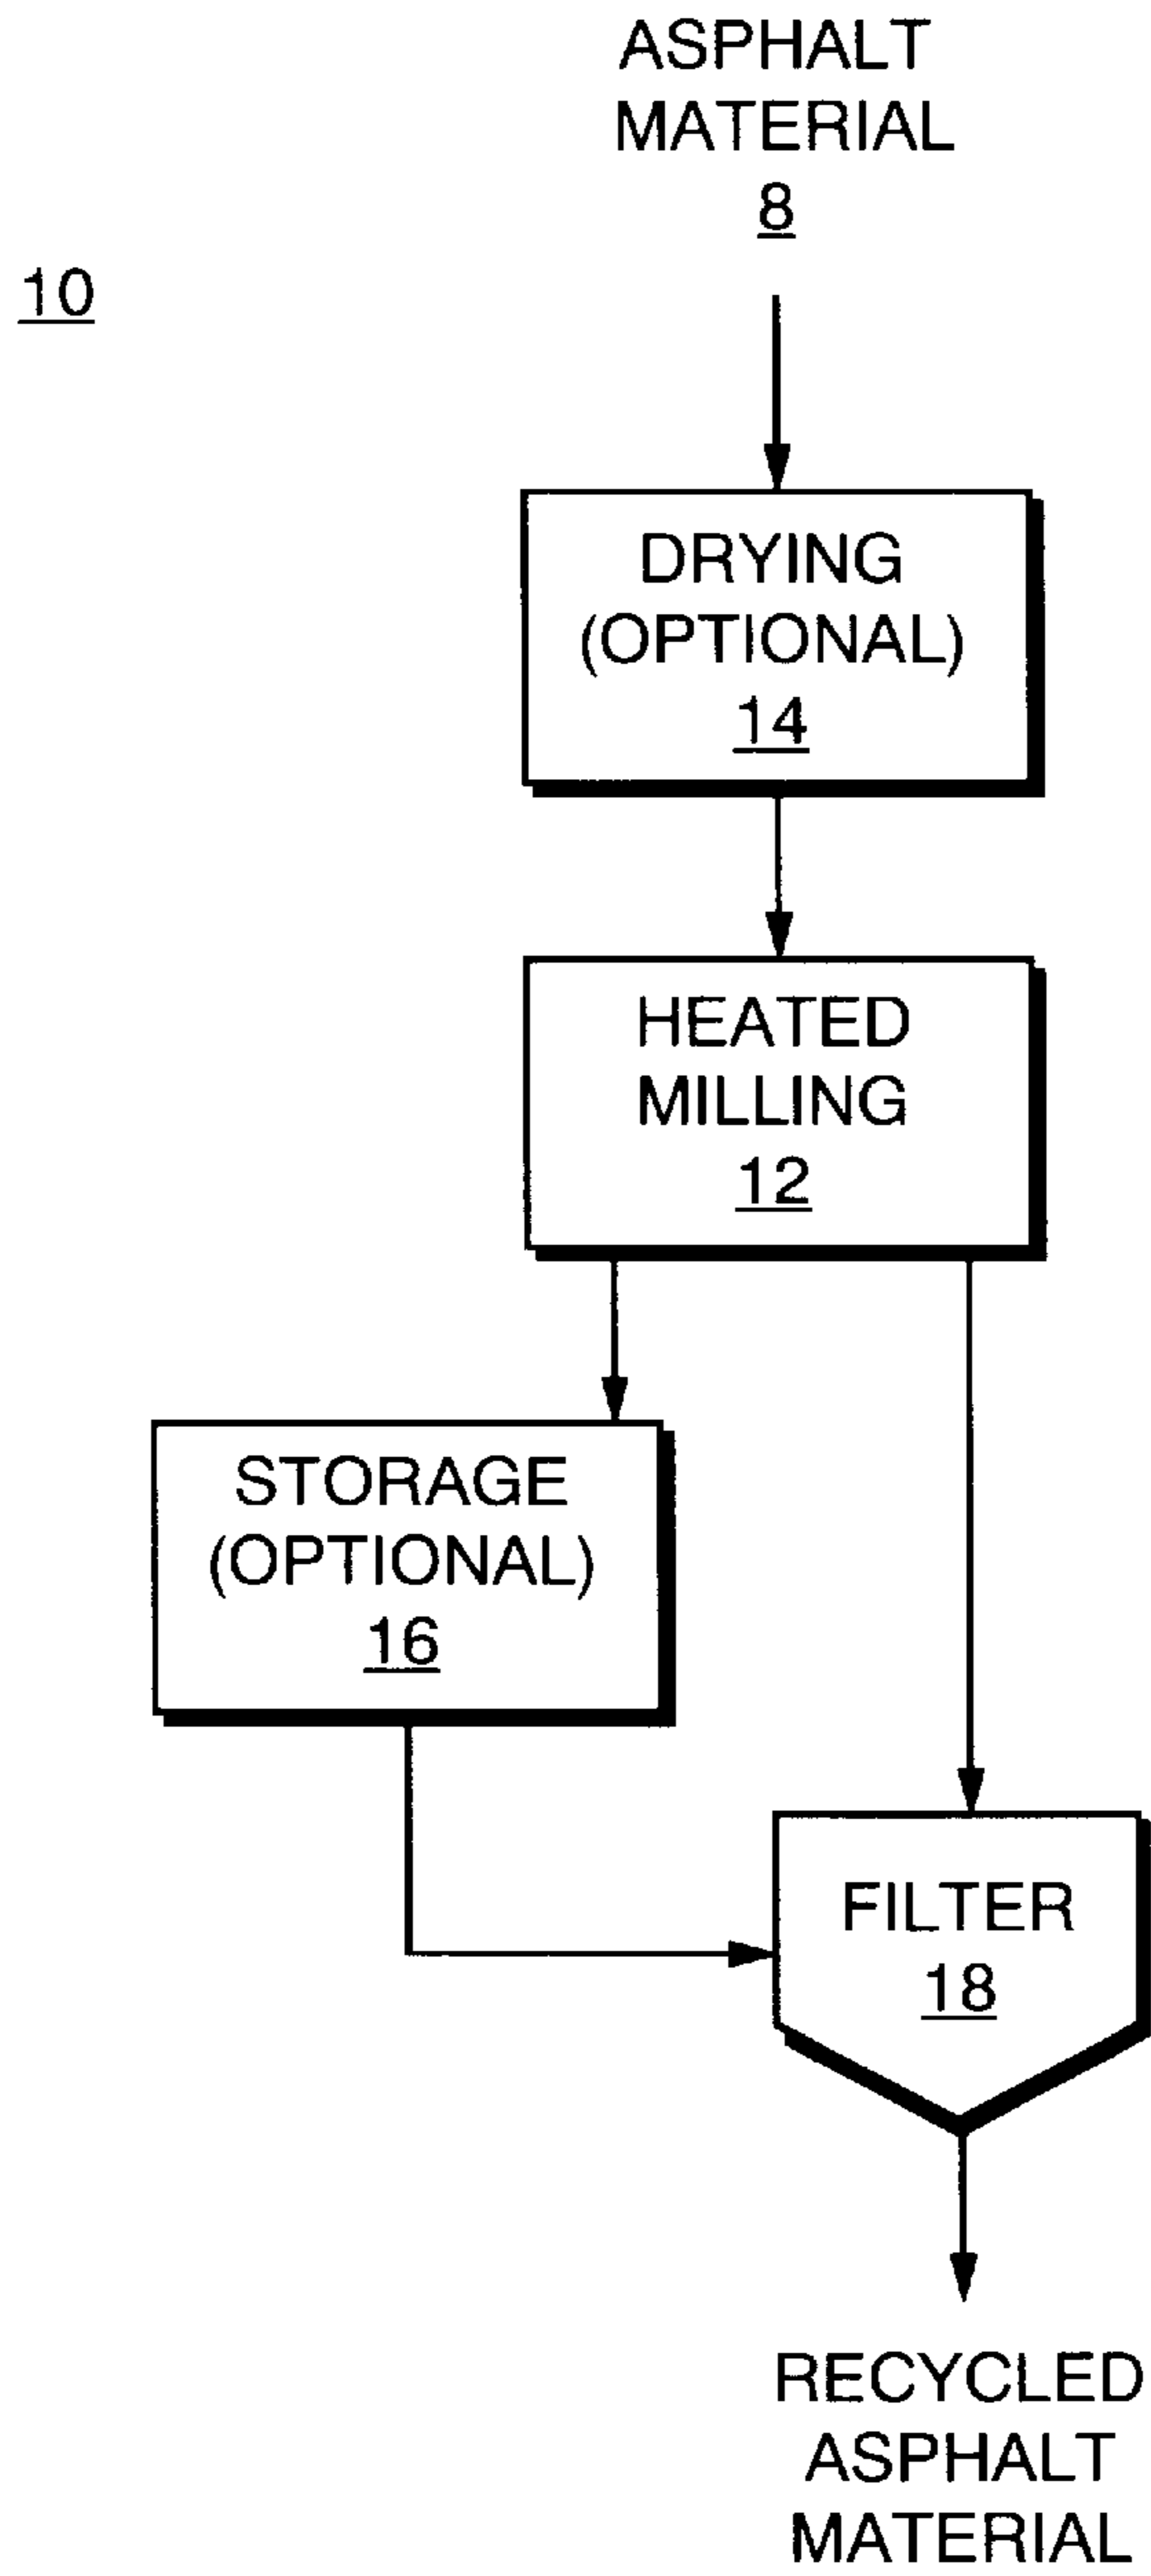 ASPHALT
MATERIAL
8
10
DRYING
(OPTIONAL)
14
HEATED
MILLING
12
STORAGE
(OPTIONAL)
16
FILTER
18
RECYCLED
ASPHALT
MATERIAL